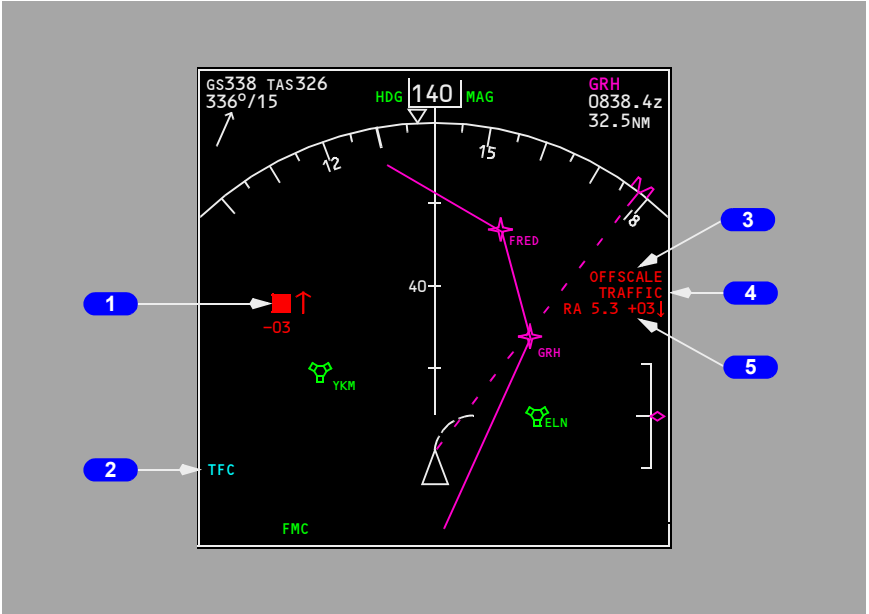 GS338 TAS326
336°/15
HDG 140 MAG
GRH
0838.4z
32.5NM
12
15
18
3
FRED
OFFSCALE
TRAFFIC
RA 5.3 +03↓
4
40
1
↑
-03
GRH
5
YKM
ELN
2
TFC
FMC